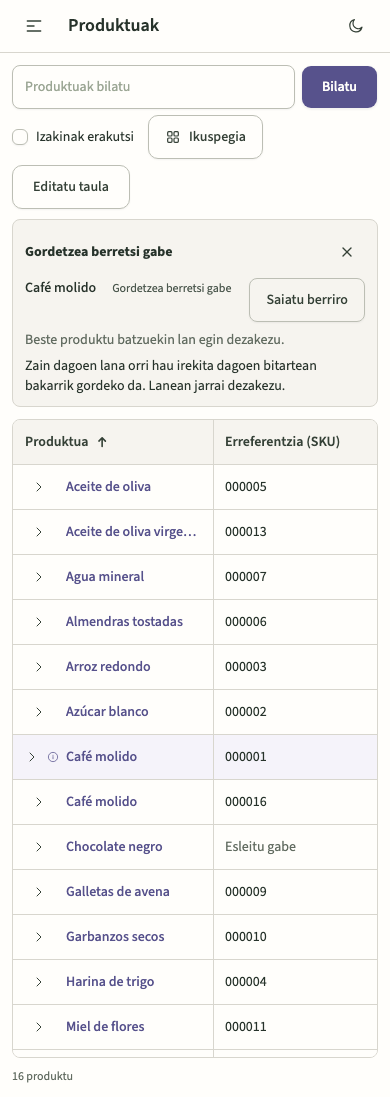 Produktuak
Produktuak bilatu
Bilatu
Izakinak erakutsi
Ikuspegia
Editatu taula
Gordetzea berretsi gabe
Café molido Gordetzea berretsi gabe
Saiatu berriro
Beste produktu batzuekin lan egin dezakezu.
Zain dagoen lana orri hau irekita dagoen bitartean
bakarrik gordeko da. Lanean jarrai dezakezu.
Produktua Erreferentzia (SKU)
Aceite de oliva 000005
Aceite de oliva virge... 000013
Agua mineral 000007
Almendras tostadas 000006
Arroz redondo 000003
Azúcar blanco 000002
Café molido 000001
Café molido 000016
Chocolate negro Esleitu gabe
Galletas de avena 000009
Garbanzos secos 000010
Harina de trigo 000004
Miel de flores 000011
16 produktu